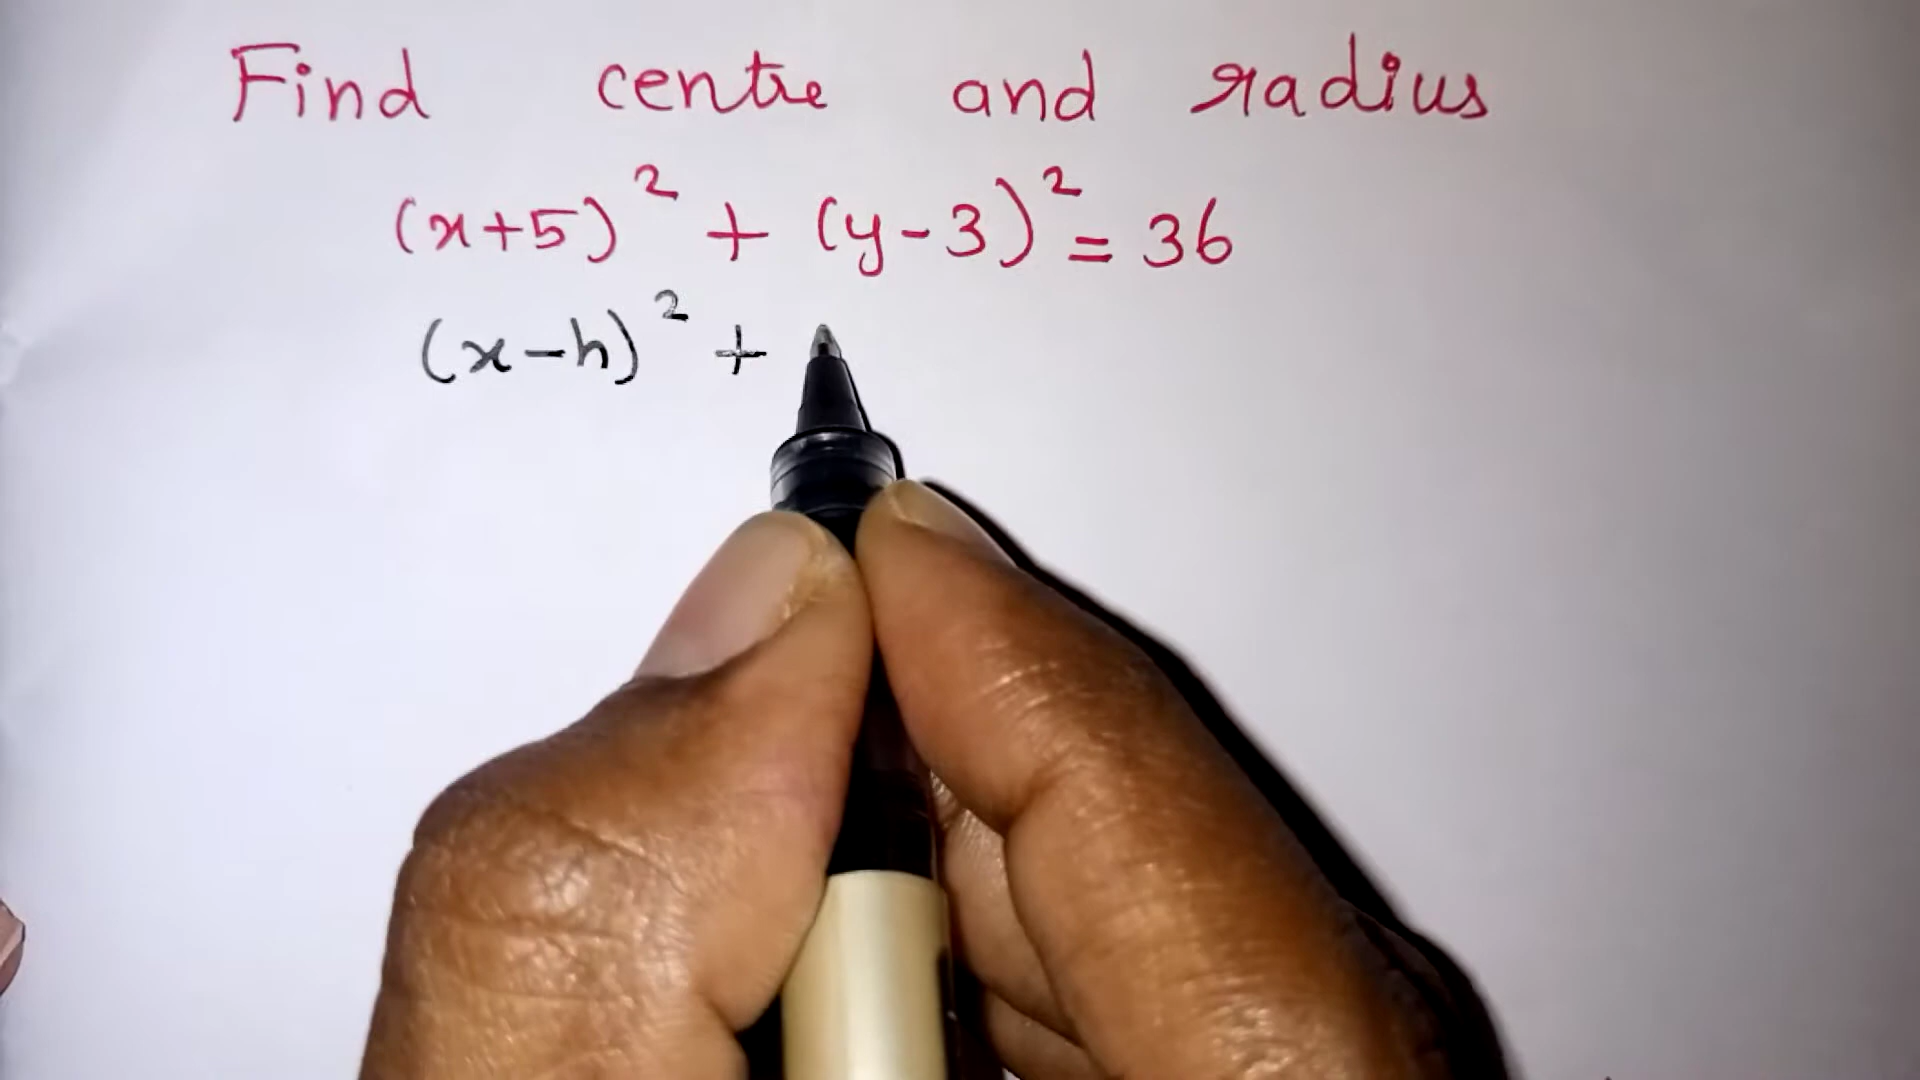 Find centre and radius
(x+5)² + (y-3)² = 36
(x-h)² +